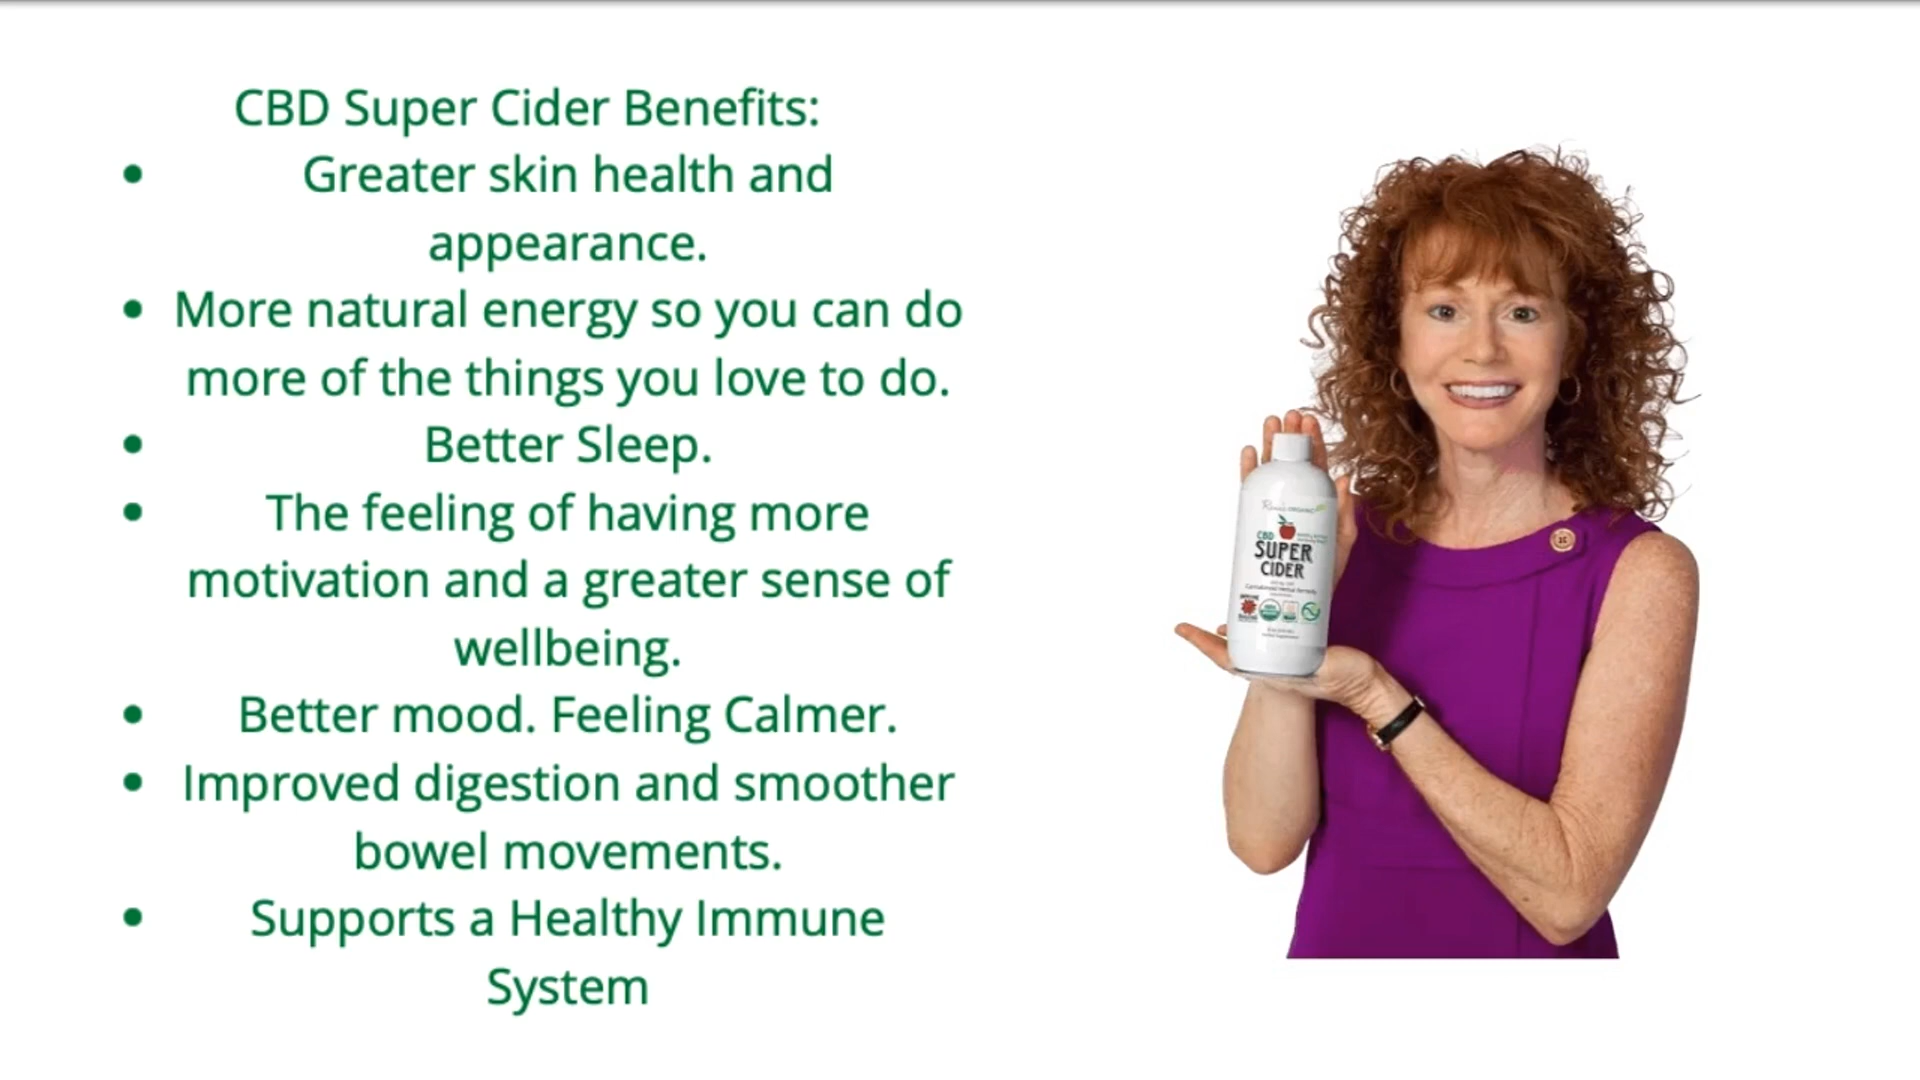 CBD Super Cider Benefits:
• Greater skin health and
appearance.
• More natural energy so you can do
more of the things you love to do.
• Better Sleep.
• The feeling of having more
motivation and a greater sense of
wellbeing.
• Better mood. Feeling Calmer.
• Improved digestion and smoother
bowel movements.
• Supports a Healthy Immune
System
ORGANIC
CBD
SUPER
CIDER